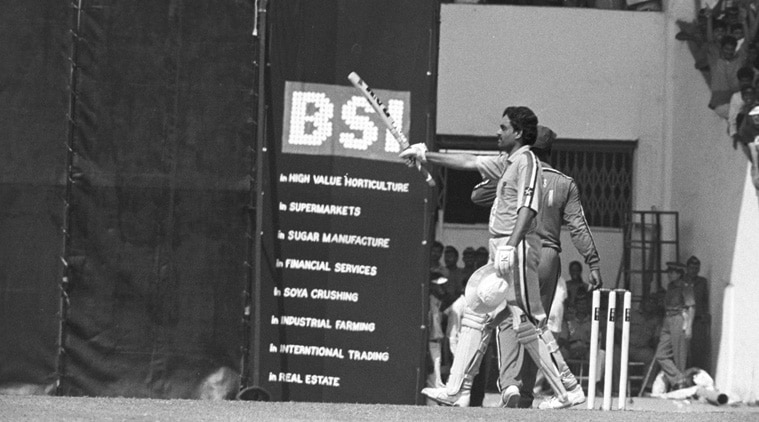 BSI
in HIGH VALUE HORTICULTURE
in SUPERMARKETS
in SUGAR MANUFACTURE
in FINANCIAL SERVICES
in SOYA CRUSHING
in INDUSTRIAL FARMING
in INTERNTIONAL TRADING
in REAL ESTATE